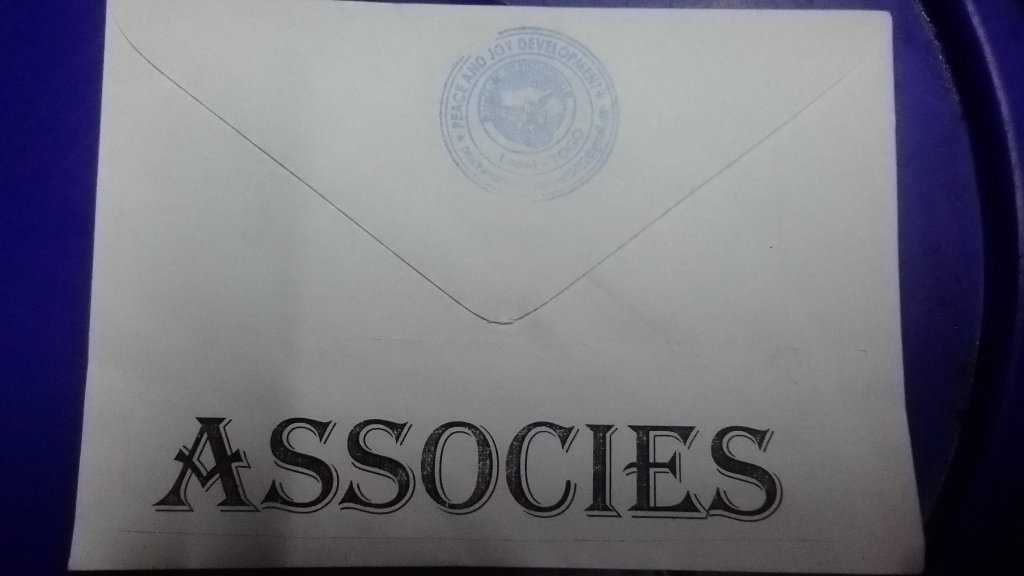 PEACE AND JOY DEVELOPMENT
Lomé - TOGO
ASSOCIES